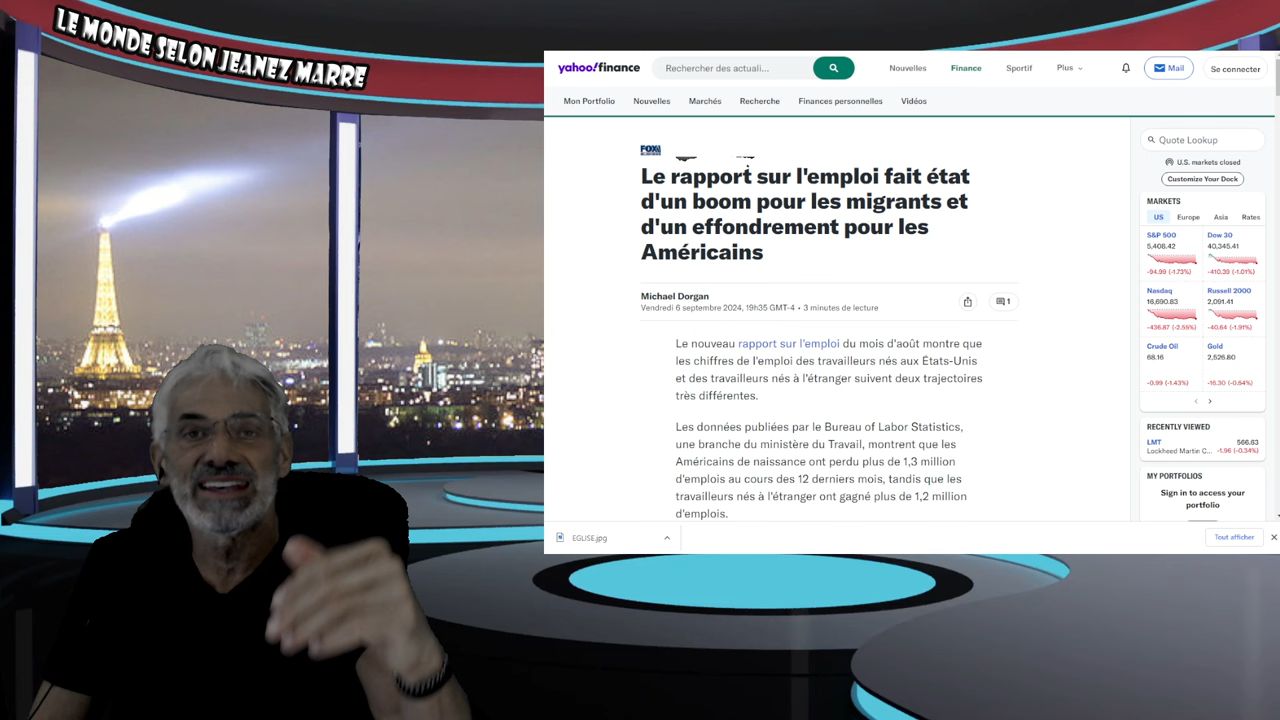 LE MONDE SELON JEANEZ MARRE
yahoo!finance
Rechercher des actuali...
Nouvelles
Finance
Sportif
Plus
Mail
Se connecter
Mon Portfolio
Nouvelles
Marchés
Recherche
Finances personnelles
Vidéos
FOX
Le rapport sur l'emploi fait état
d'un boom pour les migrants et
d'un effondrement pour les
Américains
Michael Dorgan
Vendredi 6 septembre 2024, 19h35 GMT-4 • 3 minutes de lecture
1
Le nouveau rapport sur l'emploi du mois d'août montre que
les chiffres de l'emploi des travailleurs nés aux États-Unis
et des travailleurs nés à l'étranger suivent deux trajectoires
très différentes.
Les données publiées par le Bureau of Labor Statistics,
une branche du ministère du Travail, montrent que les
Américains de naissance ont perdu plus de 1,3 million
d'emplois au cours des 12 derniers mois, tandis que les
travailleurs nés à l'étranger ont gagné plus de 1,2 million
d'emplois.
Quote Lookup
U.S. markets closed
Customize Your Dock
MARKETS
US Europe Asia Rates
S&P 500 Dow 30
5,408.42 40,345.41
-94.99 (-1.73%) -410.39 (-1.01%)
Nasdaq Russell 2000
16,690.83 2,091.41
-436.87 (-2.55%) -40.64 (-1.91%)
Crude Oil Gold
68.16 2,526.80
-0.99 (-1.43%) -16.30 (-0.64%)
RECENTLY VIEWED
LMT 566.63
Lockheed Martin C... -1.96 (-0.34%)
MY PORTFOLIOS
Sign in to access your
portfolio
EGLISE.jpg
Tout afficher